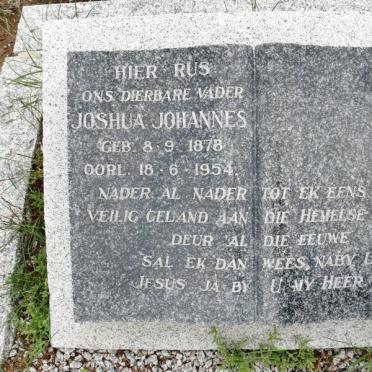 HIER RUS
ONS DIERBARE VADER
JOSHUA JOHANNES
GEB. 8·9·1878
OORL. 18·6·1954.
NADER AL NADER TOT EK EENS
VEILIG GELAND AAN DIE HEMELSE
DEUR AL DIE EEUWE
SAL EK DAN WEES, NABY
JESUS JA BY U MY HEER